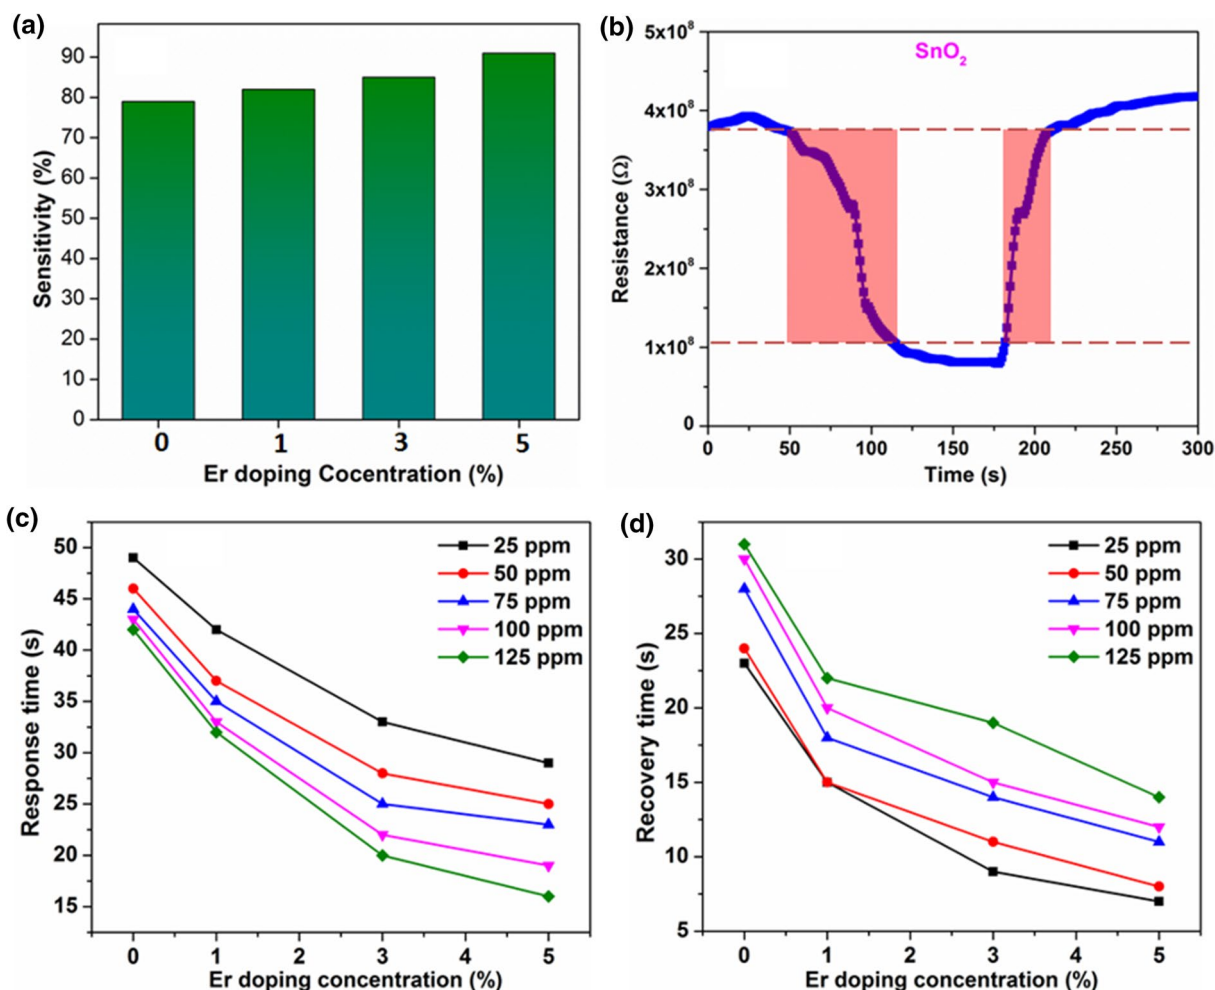 (a)
Sensitivity (%)
90
80
70
60
50
40
30
20
10
0
0 1 3 5
Er doping Cocentration (%)
(b)
SnO₂
Resistance (Ω)
5x10⁸
4x10⁸
3x10⁸
2x10⁸
1x10⁸
0
0 50 100 150 200 250 300
Time (s)
(c)
Response time (s)
50
45
40
35
30
25
20
15
25 ppm
50 ppm
75 ppm
100 ppm
125 ppm
0 1 2 3 4 5
Er doping concentration (%)
(d)
Recovery time (s)
30
25
20
15
10
5
25 ppm
50 ppm
75 ppm
100 ppm
125 ppm
0 1 2 3 4 5
Er doping concentration (%)